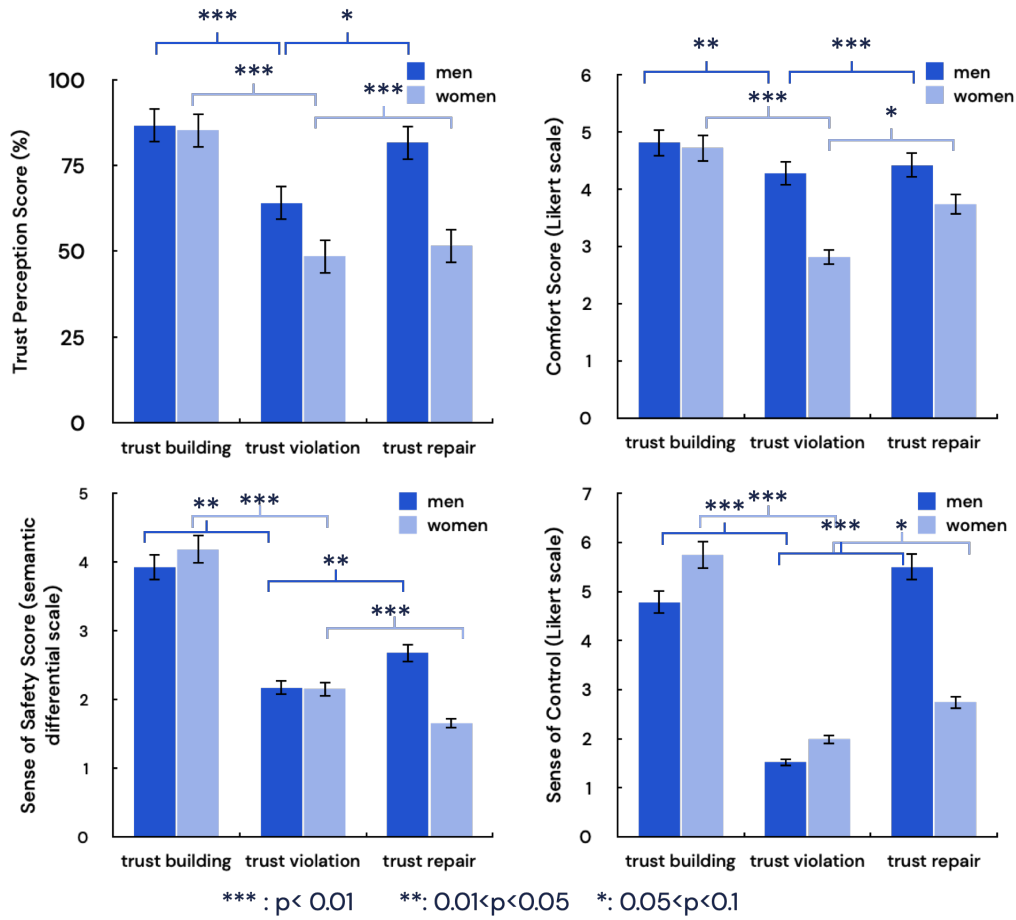 *** *
*** ***
100
75
50
25
0
Trust Perception Score (%)
men
women
trust building trust violation trust repair
** ***
*** *
6
5
4
3
2
1
0
Comfort Score (Likert scale)
men
women
trust building trust violation trust repair
** ***
**
***
5
4
3
2
1
0
Sense of Safety Score (semantic
differential scale)
men
women
trust building trust violation trust repair
*** ***
*** *
7
6
5
4
3
2
1
0
Sense of Control (Likert scale)
men
women
trust building trust violation trust repair
*** : p< 0.01 **: 0.01<p<0.05 *: 0.05<p<0.1